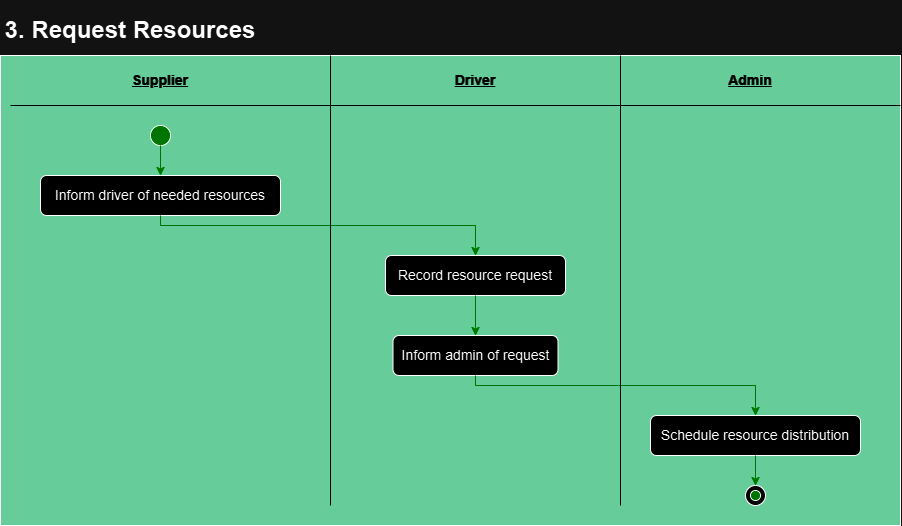 3. Request Resources
Supplier
Driver
Admin
Inform driver of needed resources
Record resource request
Inform admin of request
Schedule resource distribution